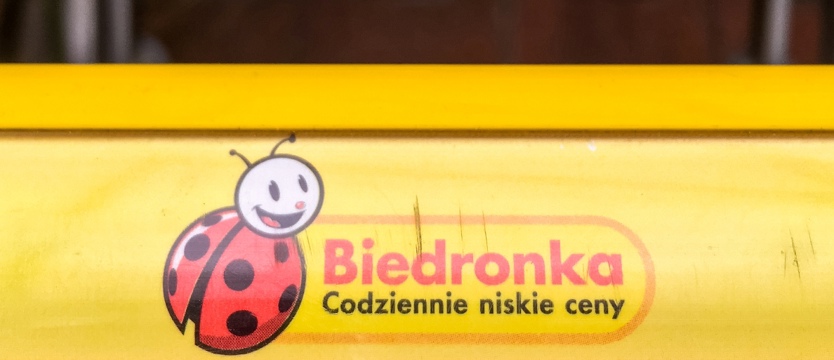 Biedronka
Codziennie niskie ceny